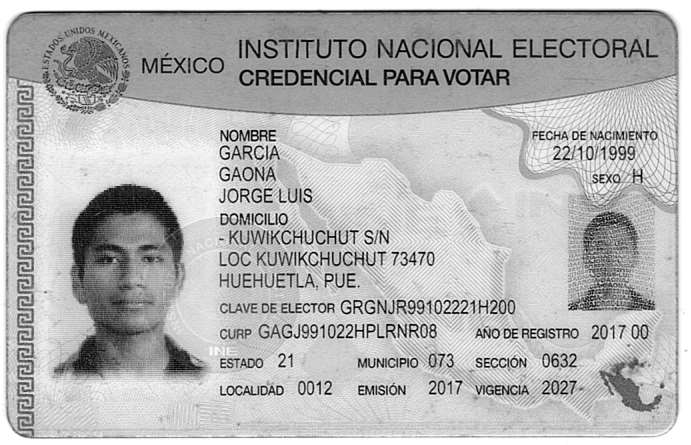 ESTADOS UNIDOS MEXICANOS
MÉXICO INSTITUTO NACIONAL ELECTORAL
CREDENCIAL PARA VOTAR
NOMBRE
GARCIA
GAONA
JORGE LUIS
FECHA DE NACIMIENTO
22/10/1999
SEXO H
DOMICILIO
- KUWIKCHUCHUT S/N
LOC KUWIKCHUCHUT 73470
HUEHUETLA, PUE.
CLAVE DE ELECTOR GRGNJR99102221H200
CURP GAGJ991022HPLRNR08 AÑO DE REGISTRO 2017 00
ESTADO 21 MUNICIPIO 073 SECCIÓN 0632
LOCALIDAD 0012 EMISIÓN 2017 VIGENCIA 2027
INE